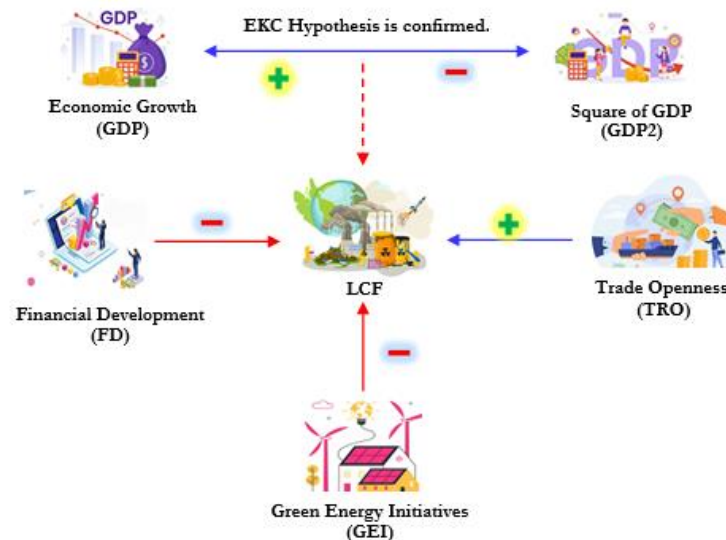 EKC Hypothesis is confirmed.
GDP
$
GDP
Economic Growth
(GDP)
Square of GDP
(GDP2)
Financial Development
(FD)
LCF
Trade Openness
(TRO)
Green Energy Initiatives
(GEI)